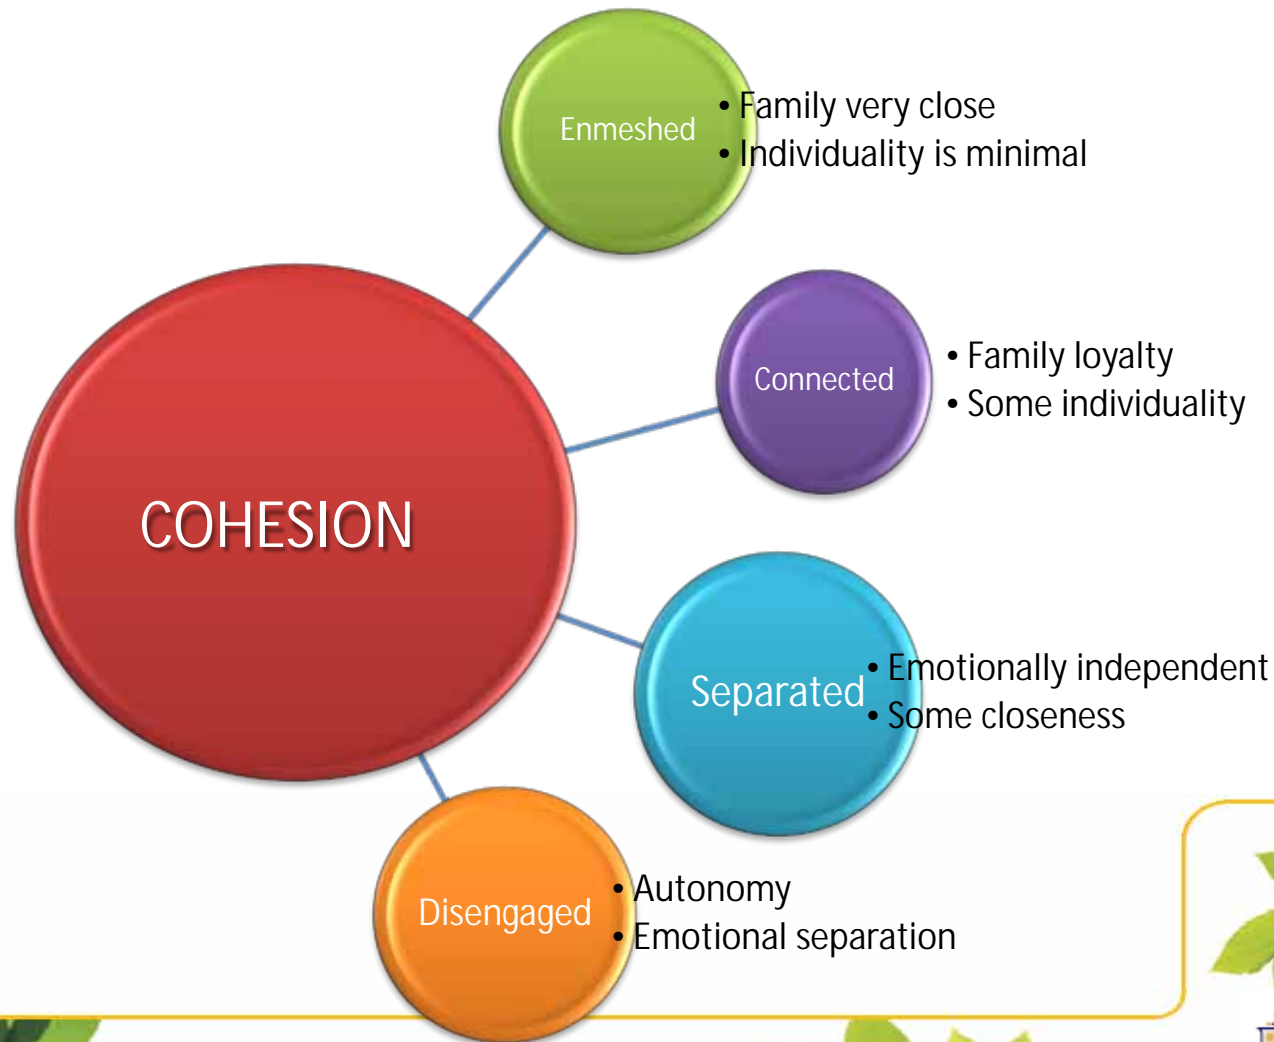 Enmeshed
• Family very close
• Individuality is minimal
Connected
• Family loyalty
• Some individuality
COHESION
Separated
• Emotionally independent
• Some closeness
Disengaged
• Autonomy
• Emotional separation